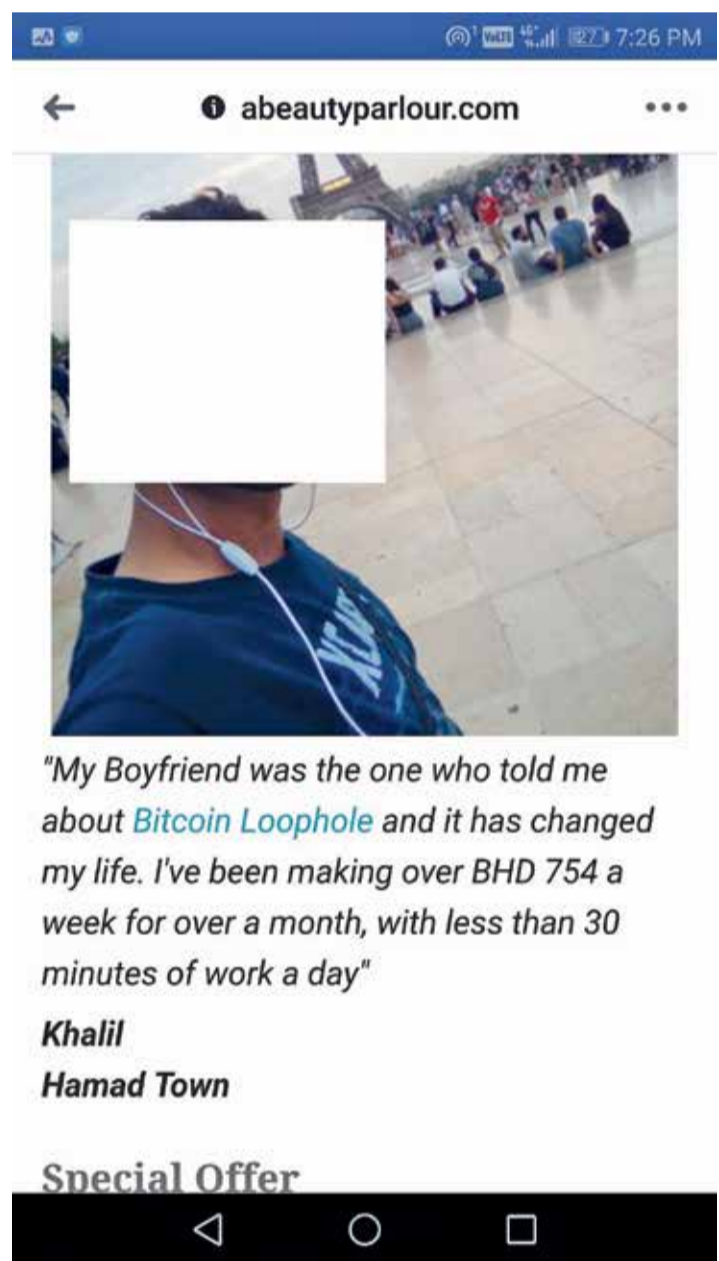 7:26 PM
abeautyparlour.com
"My Boyfriend was the one who told me
about Bitcoin Loophole and it has changed
my life. I've been making over BHD 754 a
week for over a month, with less than 30
minutes of work a day"
Khalil
Hamad Town
Special Offer